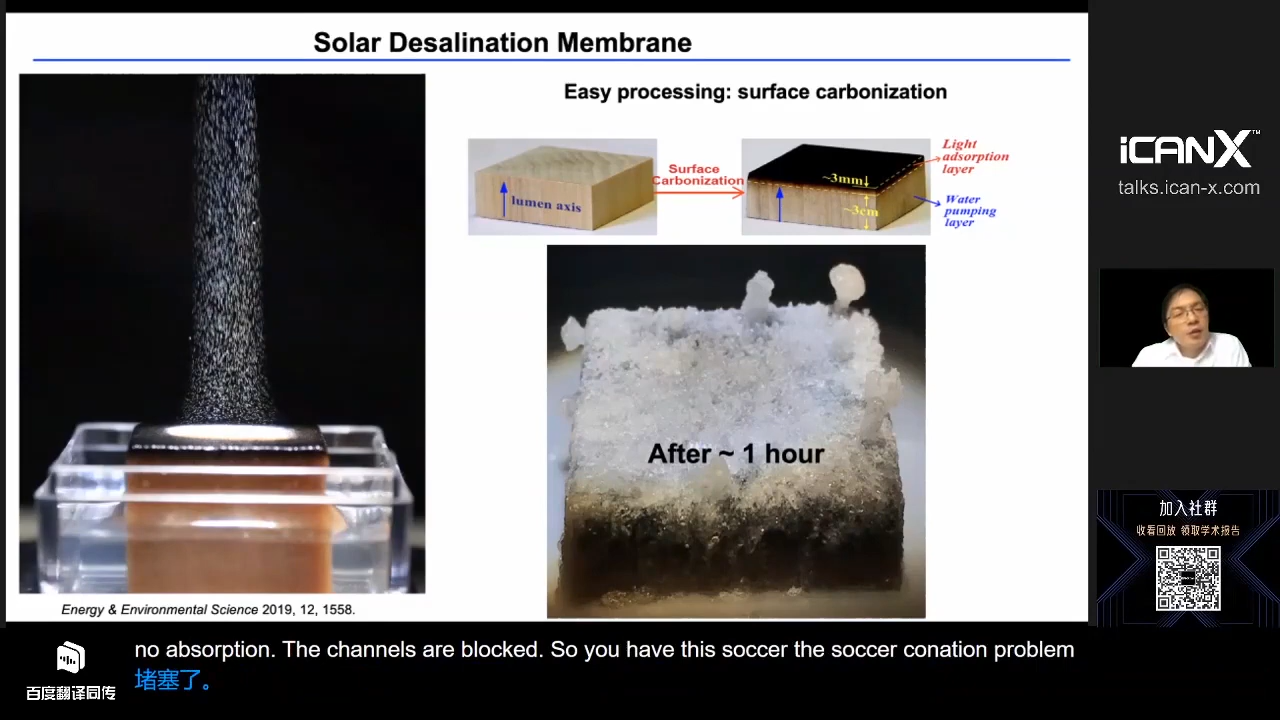 Solar Desalination Membrane
Easy processing: surface carbonization
lumen axis
Surface
Carbonization
~3mm
~3cm
Light
adsorption
layer
Water
pumping
layer
After ~ 1 hour
Energy & Environmental Science 2019, 12, 1558.
iCANX™
talks.ican-x.com
加入社群
收看回放 领取学术报告
百度翻译同传
no absorption. The channels are blocked. So you have this soccer the soccer conation problem
堵塞了。